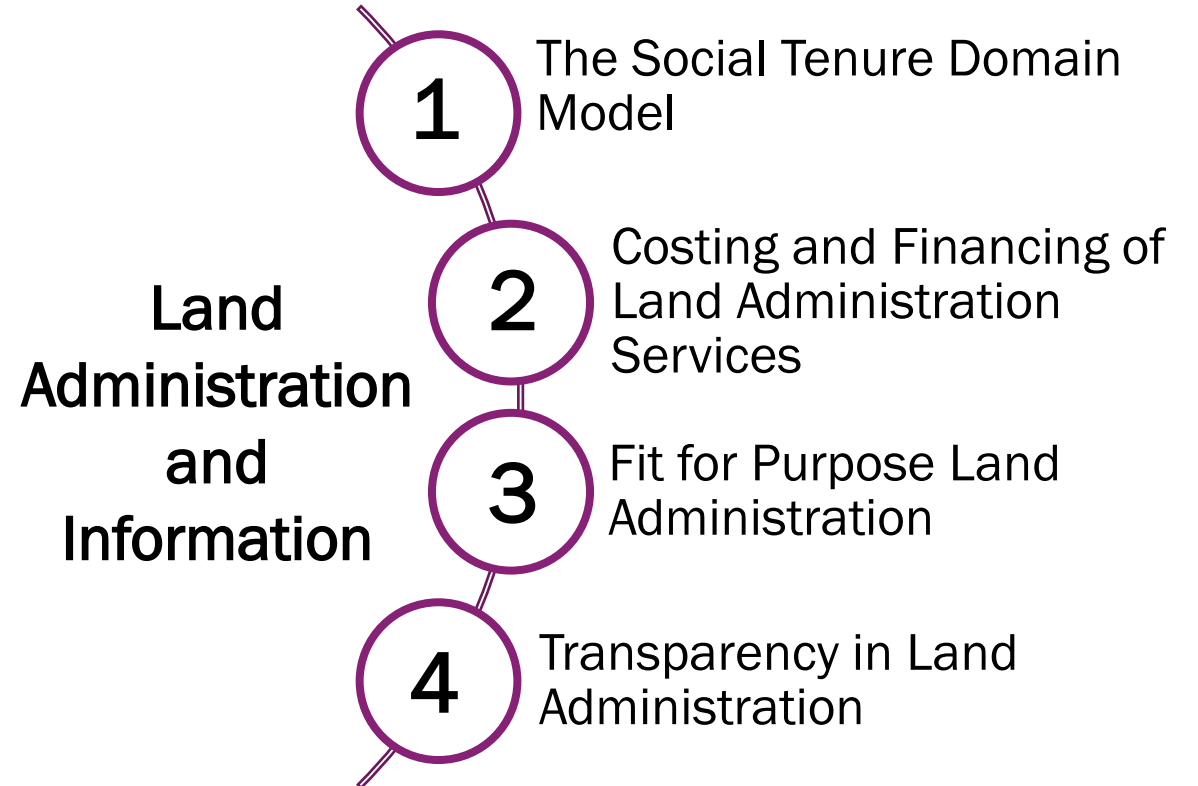 Land
Administration
and
Information
1
The Social Tenure Domain
Model
2
Costing and Financing of
Land Administration
Services
3
Fit for Purpose Land
Administration
4
Transparency in Land
Administration